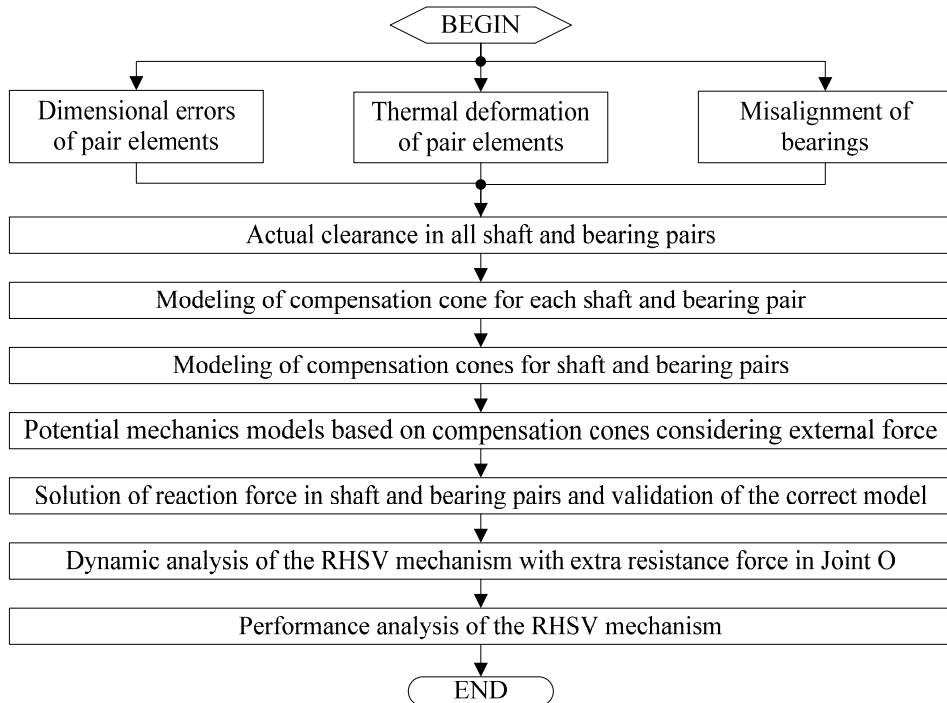 BEGIN
Dimensional errors
of pair elements
Thermal deformation
of pair elements
Misalignment of
bearings
Actual clearance in all shaft and bearing pairs
Modeling of compensation cone for each shaft and bearing pair
Modeling of compensation cones for shaft and bearing pairs
Potential mechanics models based on compensation cones considering external force
Solution of reaction force in shaft and bearing pairs and validation of the correct model
Dynamic analysis of the RHSV mechanism with extra resistance force in Joint O
Performance analysis of the RHSV mechanism
END